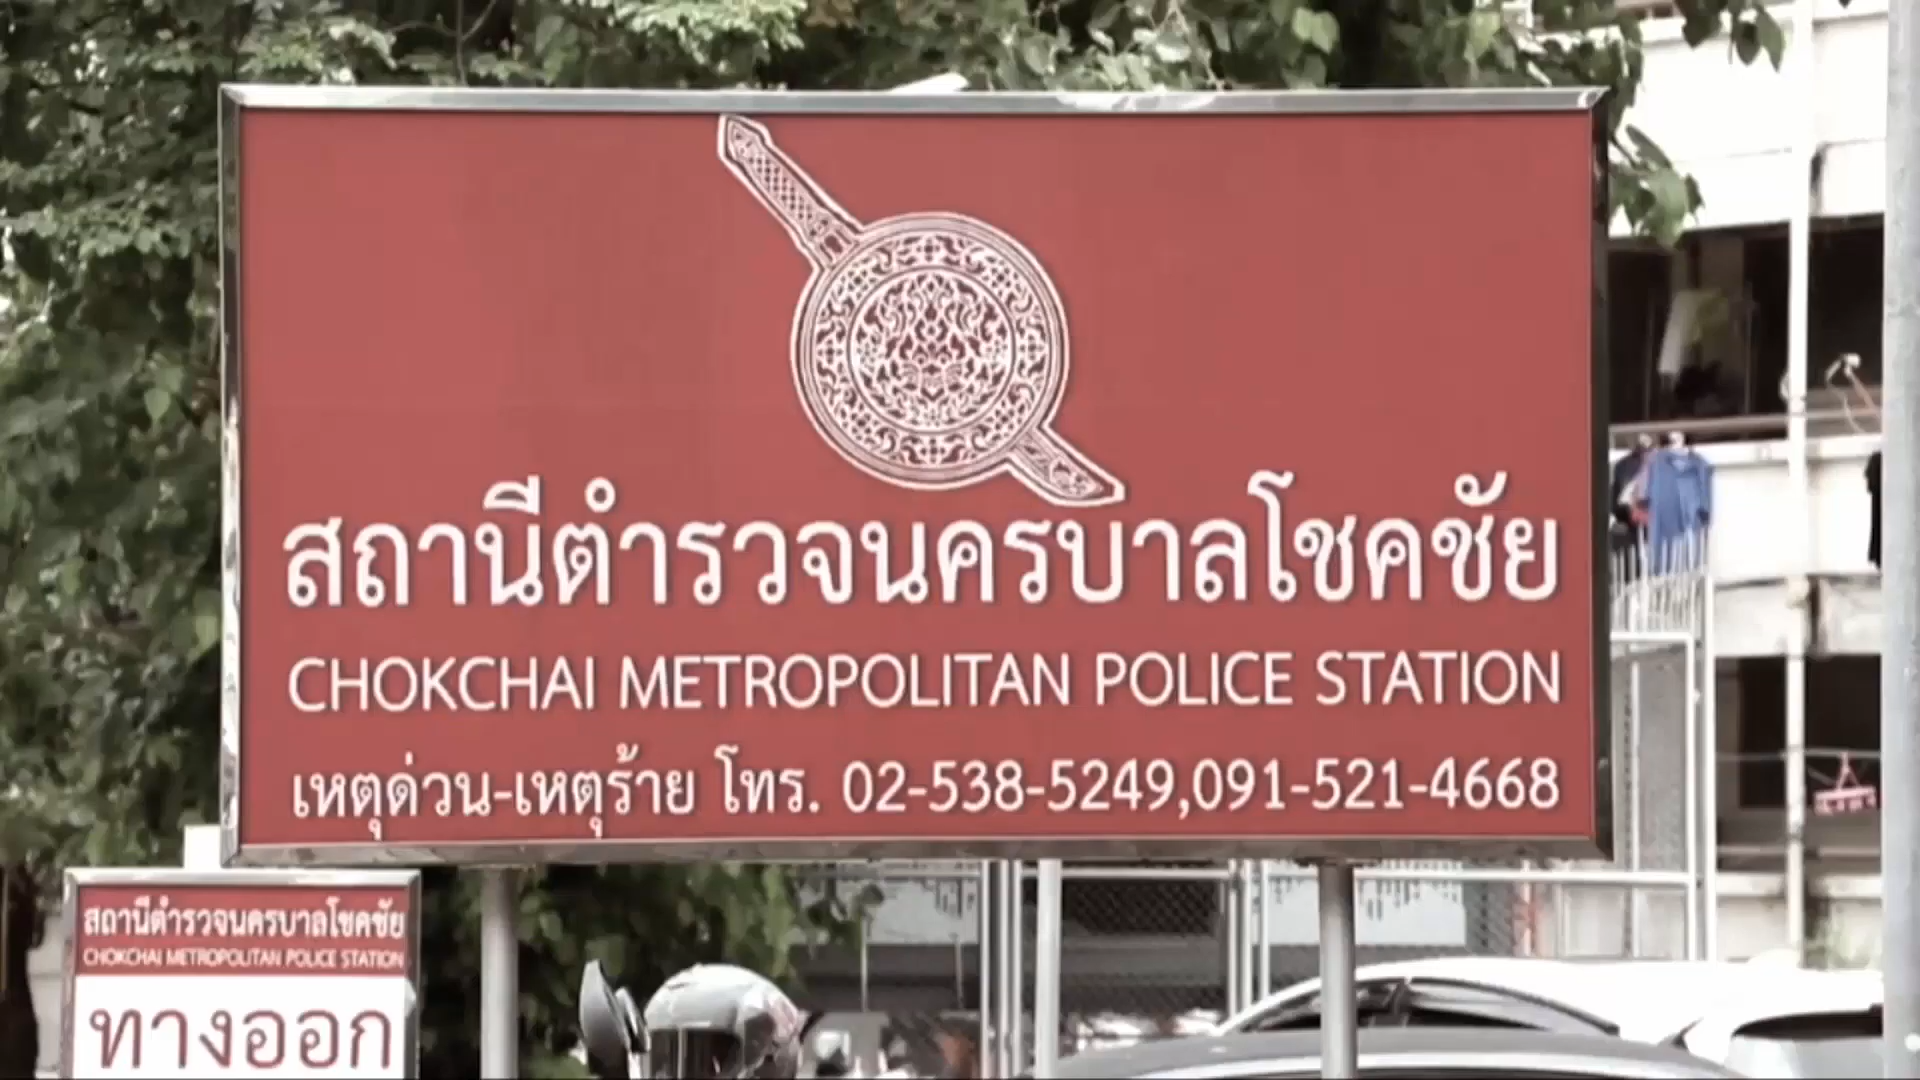 สถานีตำรวจนครบาลโชคชัย
CHOKCHAI METROPOLITAN POLICE STATION
เหตุด่วน-เหตุร้าย โทร. 02-538-5249,091-521-4668
สถานีตำรวจนครบาลโชคชัย
CHOKCHAI METROPOLITAN POLICE STATION
ทางออก